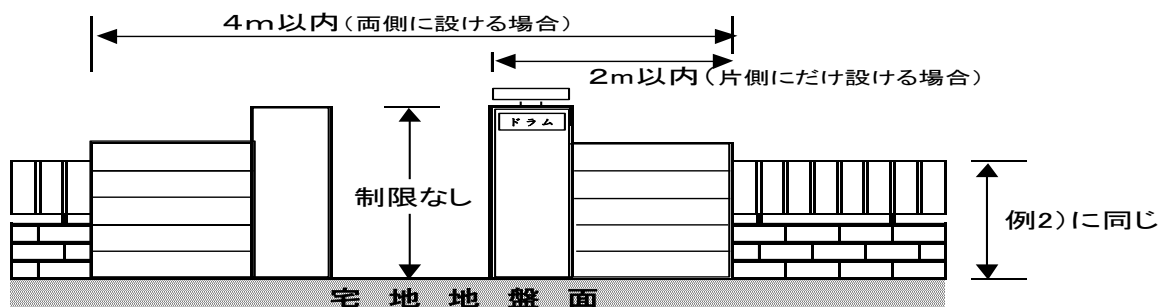 4m以内(両側に設ける場合)
2m以内(片側にだけ設ける場合)
ドラム
制限なし
例2)に同じ
宅地地盤面